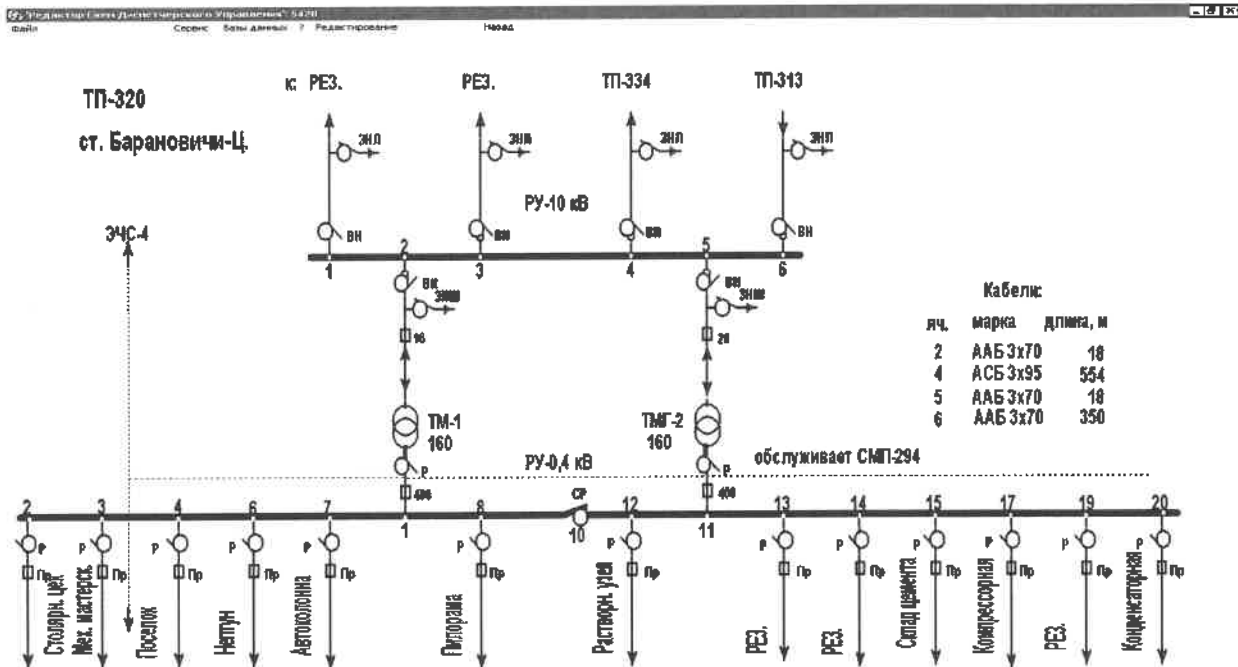 "Редактор Схем Диспетчерского Управления" 5420
Файл Сервис Базы данных ? Редактирование Назад
ТП-320
ст. Барановичи-Ц.
к: РЕЗ. РЕЗ. ТП-334 ТП-313
ЗНЛ ЗНЛ ЗНЛ ЗНЛ
РУ-10 кВ
ЭЧС-4
ВН ВН ВН ВН
2 5
1 3 4 6
ВН ВН
ЗНШ ЗНШ
16 20
Кабели:
яч. марка длина, м
2 ААБ 3х70 18
4 АСБ 3х95 554
5 ААБ 3х70 18
6 ААБ 3х70 350
ТМ-1 ТМГ-2
160 160
РУ-0,4 кВ
обслуживает СМП-294
Р Р
400 400
СР
2 3 4 6 7 8 12 13 14 15 17 19 20
1 10 11
Р Р Р Р Р Р Р Р Р Р Р Р Р
Пр Пр Пр Пр Пр Пр Пр Пр Пр Пр Пр Пр Пр
Столярн. цех
Мех. мастерск.
Поселок
Нептун
Автоколонна
Пилорама
Растворн. узел
РЕЗ.
РЕЗ.
Склад цемента
Компрессорная
РЕЗ.
Конденсаторная